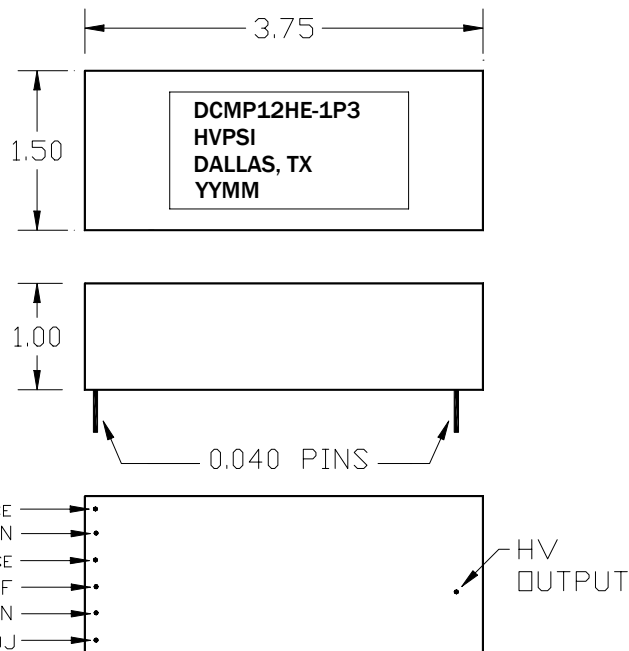 3.75
1.50
DCMP12HE-1P3
HVPSI
DALLAS, TX
YYMM
1.00
0.040 PINS
HV
OUTPUT